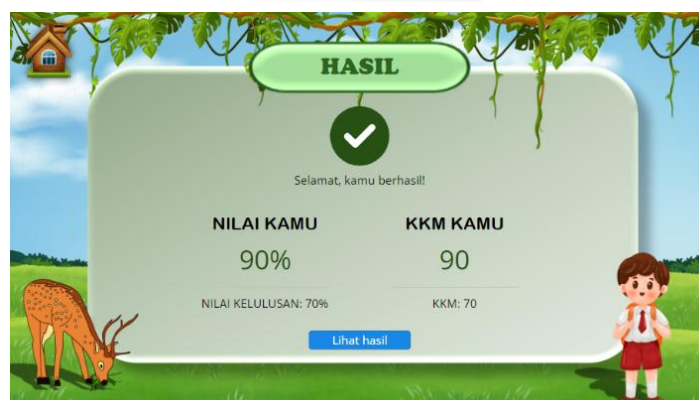 HASIL
Selamat, kamu berhasil!
NILAI KAMU
90%
NILAI KELULUSAN: 70%
KKM KAMU
90
KKM: 70
Lihat hasil